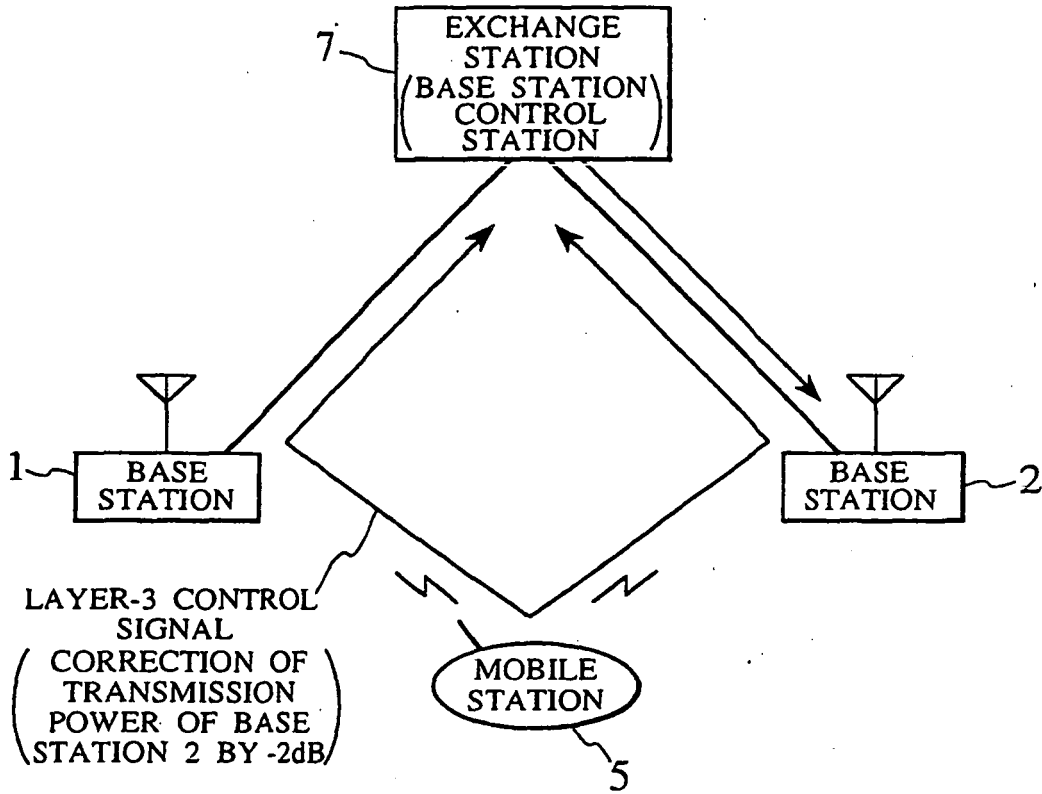 7
EXCHANGE
STATION
(BASE STATION
CONTROL
STATION)
1
BASE
STATION
BASE
STATION
2
LAYER-3 CONTROL
SIGNAL
(CORRECTION OF
TRANSMISSION
POWER OF BASE
STATION 2 BY -2dB)
MOBILE
STATION
5